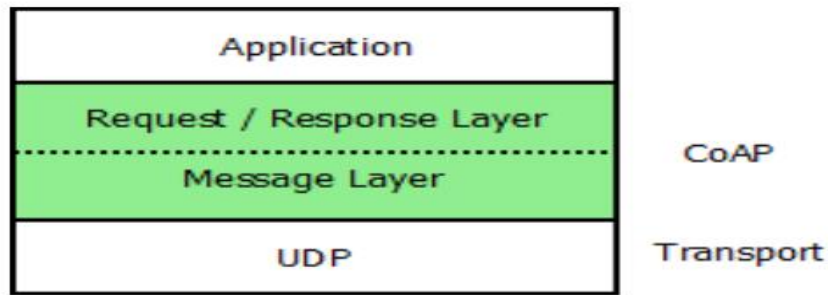 Application
Request / Response Layer
CoAP
Message Layer
UDP
Transport